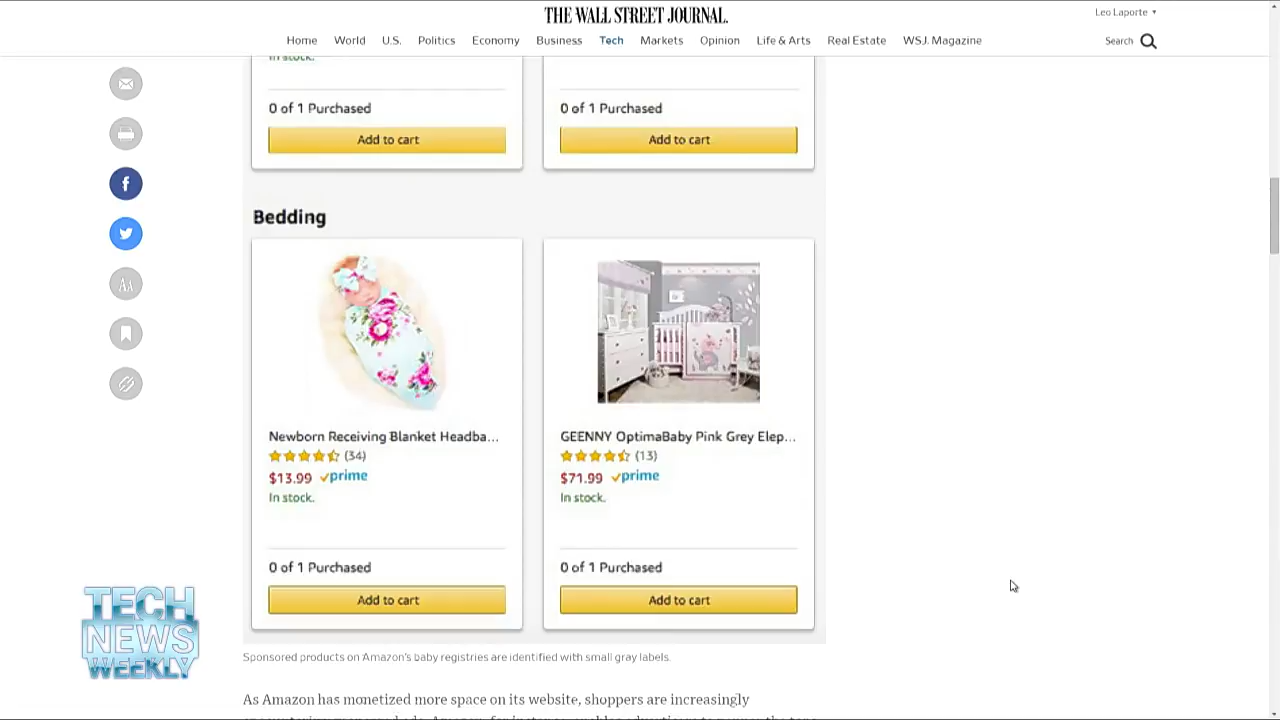 THE WALL STREET JOURNAL.
Leo Laporte
Home World U.S. Politics Economy Business Tech Markets Opinion Life & Arts Real Estate WSJ. Magazine
Search
In stock.
0 of 1 Purchased 0 of 1 Purchased
Add to cart Add to cart
Bedding
Newborn Receiving Blanket Headba... GEENNY OptimaBaby Pink Grey Elep...
(34) (13)
$13.99 prime $71.99 prime
In stock. In stock.
0 of 1 Purchased 0 of 1 Purchased
Add to cart Add to cart
TECH
NEWS
WEEKLY
Sponsored products on Amazon's baby registries are identified with small gray labels.
As Amazon has monetized more space on its website, shoppers are increasingly